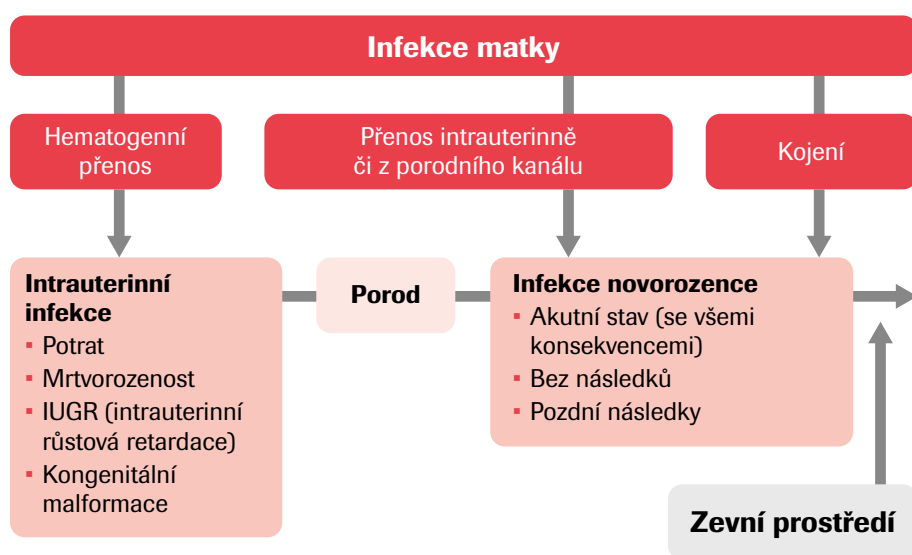 Infekce matky
Hematogenní
přenos
Přenos intrauterinně
či z porodního kanálu
Kojení
Intrauterinní
infekce
▪ Potrat
▪ Mrtvorozenost
▪ IUGR (intrauterinní
růstová retardace)
▪ Kongenitální
malformace
Porod
Infekce novorozence
▪ Akutní stav (se všemi
konsekvencemi)
▪ Bez následků
▪ Pozdní následky
Zevní prostředí